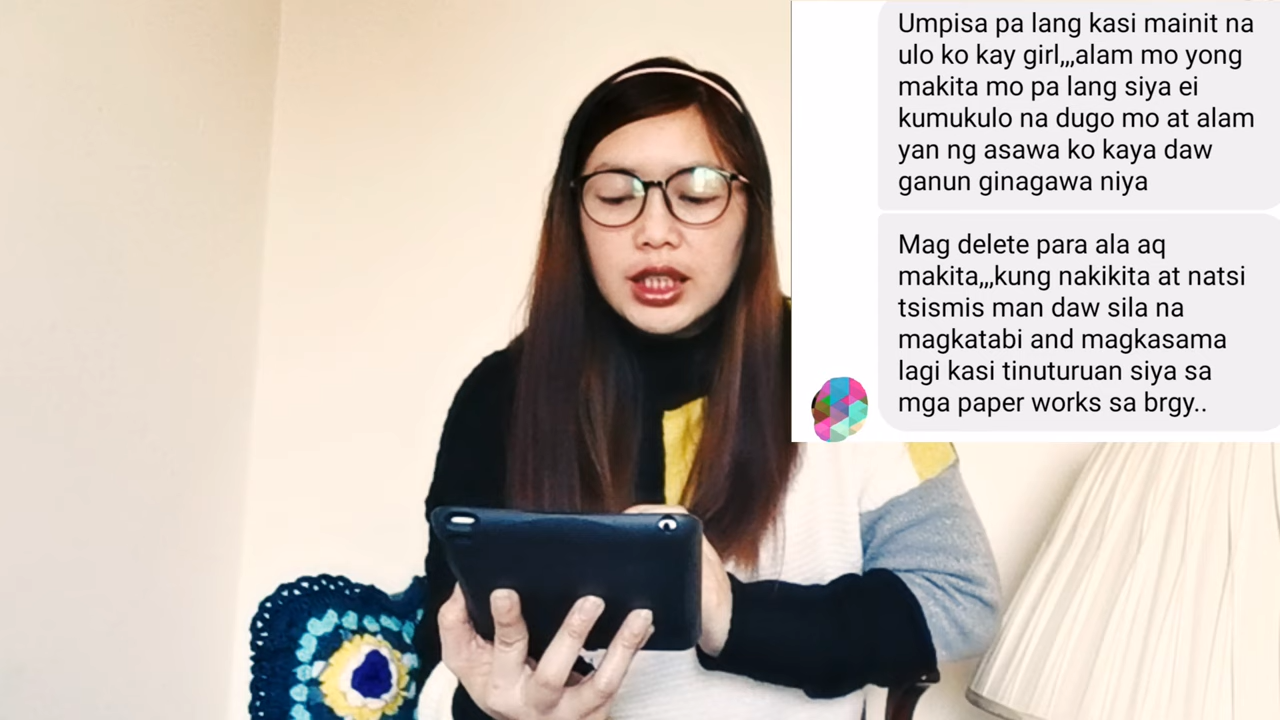 Umpisa pa lang kasi mainit na
ulo ko kay girl,,,alam mo yong
makita mo pa lang siya ei
kumukulo na dugo mo at alam
yan ng asawa ko kaya daw
ganun ginagawa niya
Mag delete para ala aq
makita,,,kung nakikita at natsi
tsismis man daw sila na
magkatabi and magkasama
lagi kasi tinuturuan siya sa
mga paper works sa brgy..